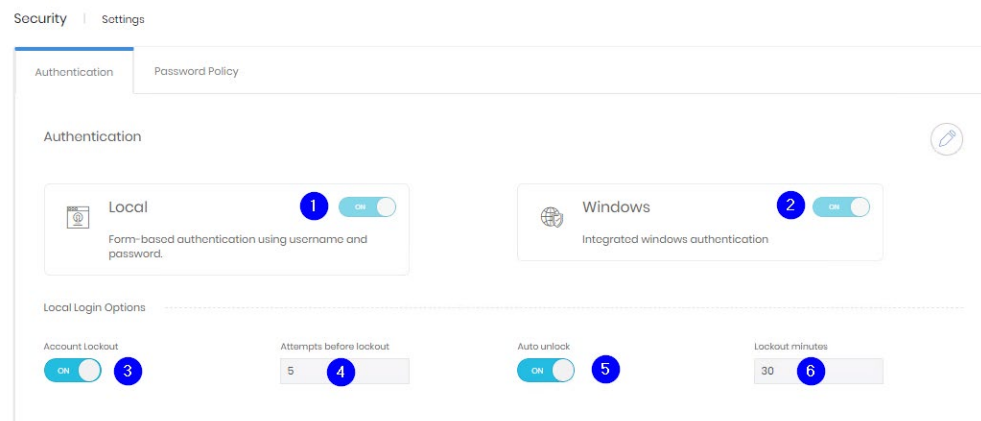 Security | Settings
Authentication Password Policy
Authentication
Local 1 ON
Form-based authentication using username and
password.
Windows 2 ON
Integrated windows authentication
Local Login Options
Account Lockout Attempts before lockout Auto unlock Lockout minutes
ON 3 5 4 ON 5 30 6